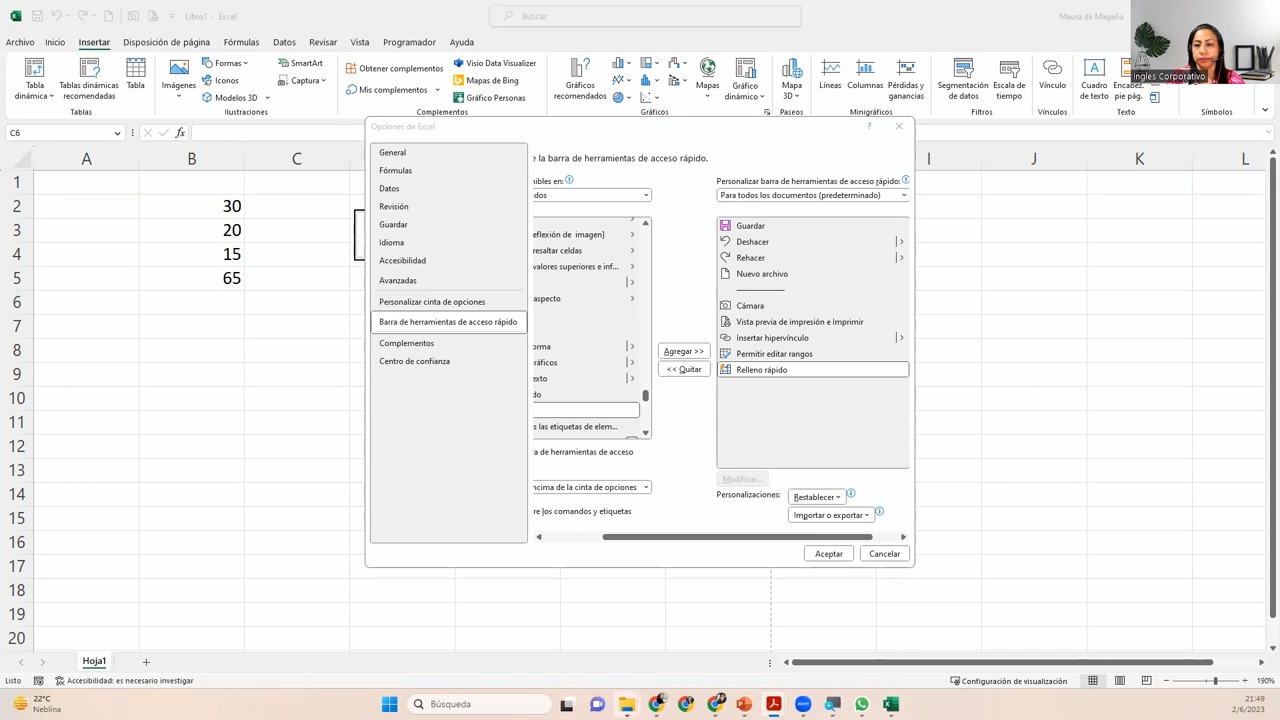 Libro1 - Excel
Buscar
Maura de Magaña
Archivo Inicio Insertar Disposición de página Fórmulas Datos Revisar Vista Programador Ayuda
Tabla dinámica
Tablas dinámicas recomendadas
Tabla
Tablas
Imágenes
Formas
Iconos
Modelos 3D
SmartArt
Captura
Ilustraciones
Obtener complementos
Mis complementos
Visio Data Visualizer
Mapas de Bing
Gráfico Personas
Complementos
Gráficos recomendados
Mapas
Gráfico dinámico
Gráficos
Mapa 3D
Paseos
Líneas
Columnas
Pérdidas y ganancias
Minigráficos
Segmentación de datos
Escala de tiempo
Filtros
Vínculo
Vínculos
Cuadro de texto
Encabez. pie pág.
Texto
Símbolos
Ingles Corporativo
C6
fx
A B C I J K L
1
2 30
3 20
4 15
5 65
6
7
8
9
10
11
12
13
14
15
16
17
18
19
20
Opciones de Excel
?
General
Fórmulas
Datos
Revisión
Guardar
Idioma
Accesibilidad
Avanzadas
Personalizar cinta de opciones
Barra de herramientas de acceso rápido
Complementos
Centro de confianza
e la barra de herramientas de acceso rápido.
nibles en:
dos
eflexión de imagen]
resaltar celdas
valores superiores e inf...
aspecto
orma
ráficos
exto
do
s las etiquetas de elem...
ra de herramientas de acceso
ncima de la cinta de opciones
re los comandos y etiquetas
Agregar >>
<< Quitar
Personalizar barra de herramientas de acceso rápido:
Para todos los documentos (predeterminado)
Guardar
Deshacer
Rehacer
Nuevo archivo
Cámara
Vista previa de impresión e Imprimir
Insertar hipervínculo
Permitir editar rangos
Relleno rápido
Modificar...
Personalizaciones:
Restablecer
Importar o exportar
Aceptar
Cancelar
Hoja1
Listo
Accesibilidad: es necesario investigar
Configuración de visualización
190%
22°C
Neblina
Búsqueda
21:49
2/6/2023